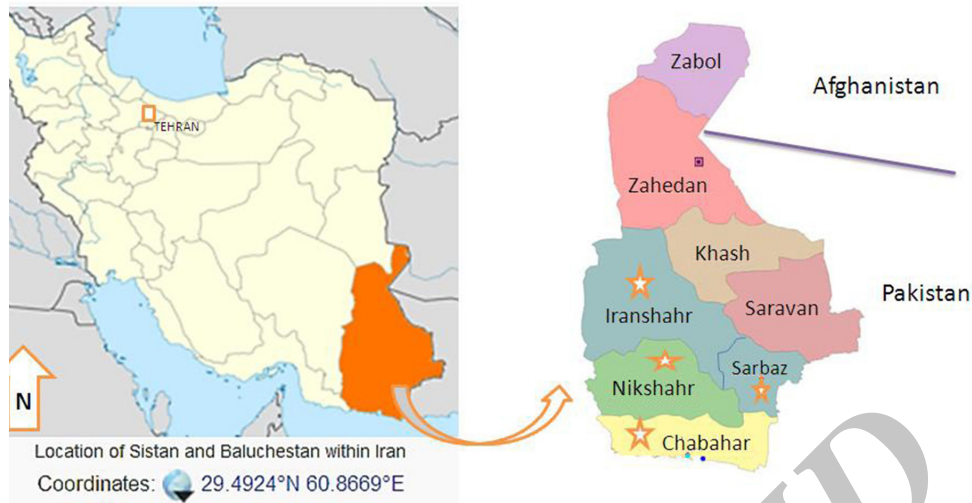 TEHRAN
N
Location of Sistan and Baluchestan within Iran
Coordinates: 29.4924°N 60.8669°E
Zabol
Afghanistan
Zahedan
Khash
Pakistan
Saravan
Iranshahr
Sarbaz
Nikshahr
Chabahar